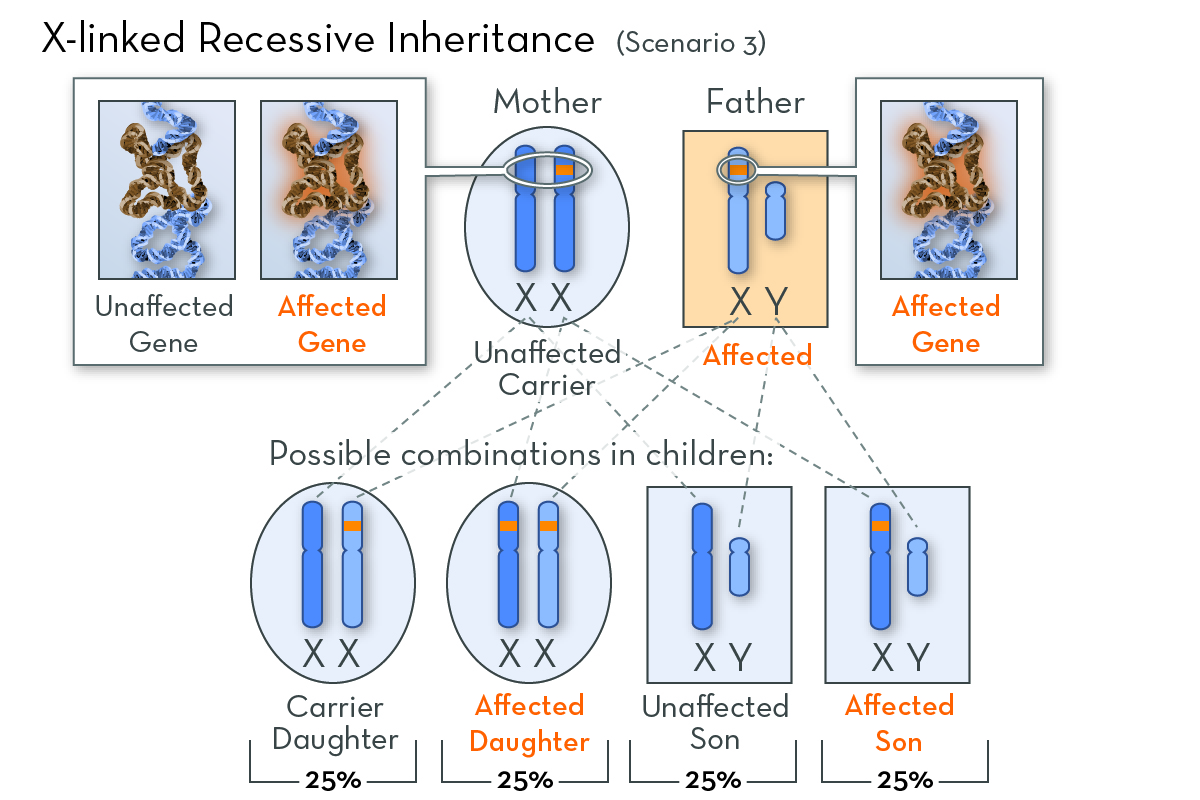 X-linked Recessive Inheritance (Scenario 3)
Mother
Father
Unaffected
Gene
Affected
Gene
X X
X Y
Affected
Gene
Unaffected
Carrier
Affected
Possible combinations in children:
X X
X X
X Y
X Y
Carrier
Daughter
Affected
Daughter
Unaffected
Son
Affected
Son
25%
25%
25%
25%